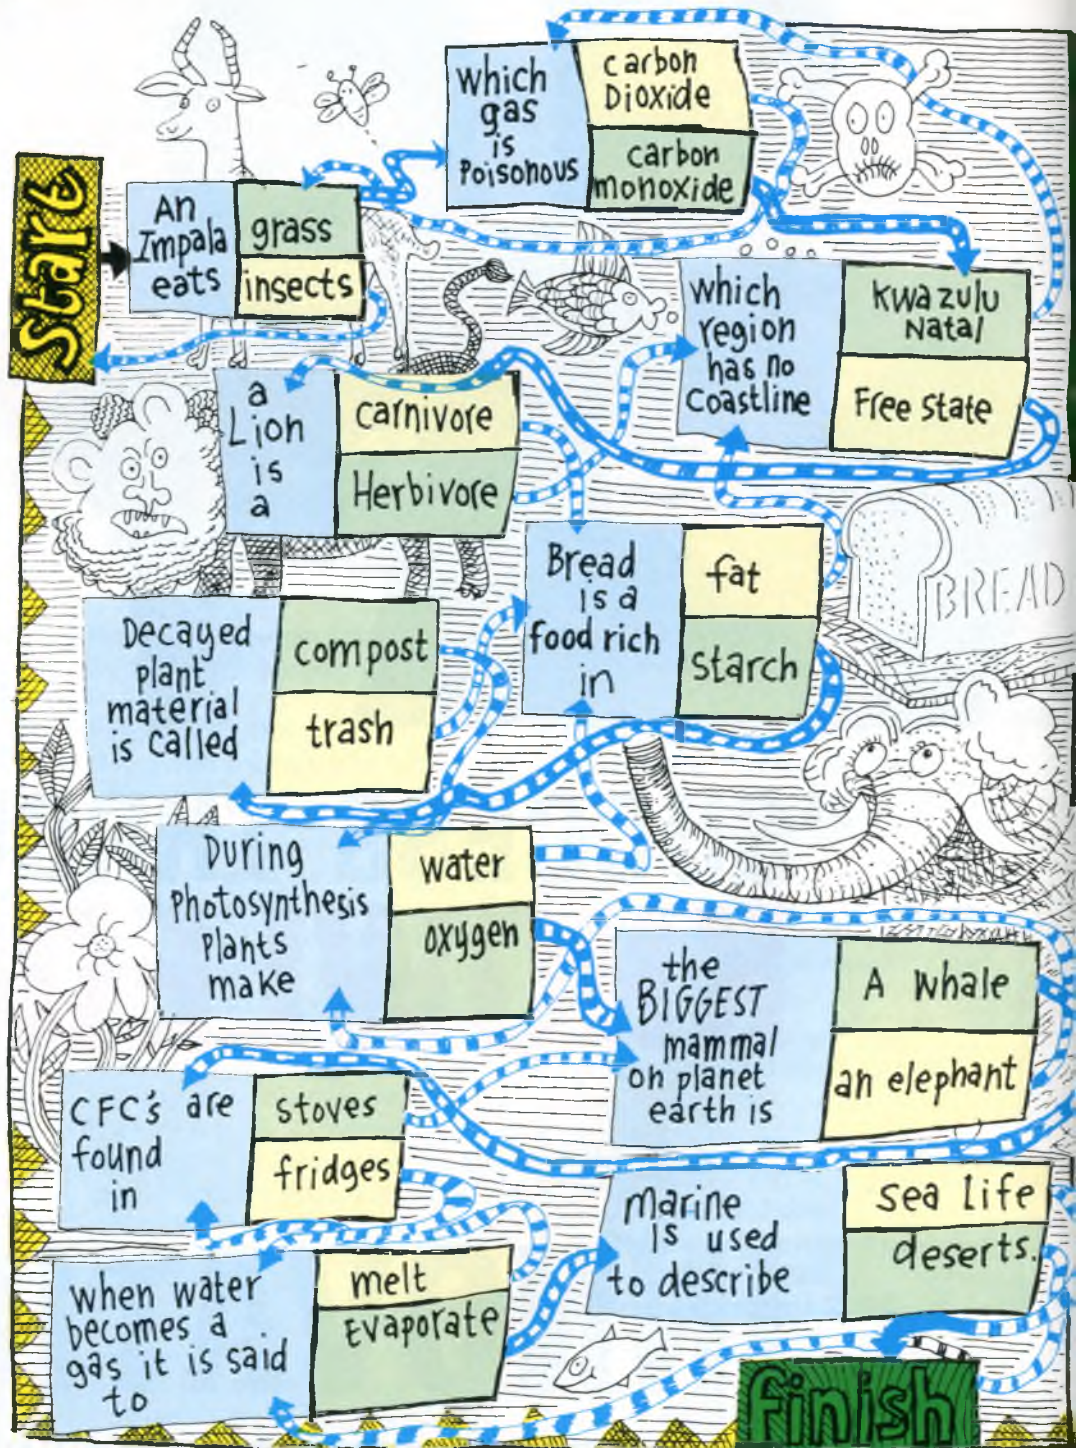 Start
An
Impala
eats
grass
insects
Which
gas
is
Poisonous
carbon
Dioxide
carbon
monoxide
which
region
has no
Coastline
Kwazulu
Natal
Free State
a
Lion
is
a
carnivore
Herbivore
Bread
is a
food rich
in
fat
starch
BREAD
Decayed
plant
material
is called
compost
trash
During
Photosynthesis
Plants
make
water
oxygen
the
BIGGEST
mammal
on planet
earth is
A Whale
an elephant
CFC's are
found
in
stoves
fridges
marine
is used
to describe
sea life
deserts.
when water
becomes a
gas it is said
to
melt
Evaporate
finish